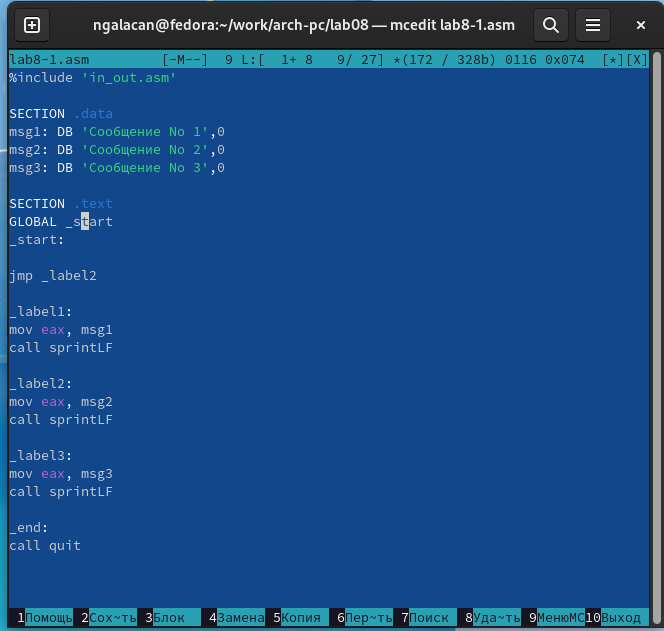 ngalacan@fedora:~/work/arch-pc/lab08 — mcedit lab8-1.asm
lab8-1.asm [-M--] 9 L:[ 1+ 8 9/ 27] *(172 / 328b) 0116 0x074 [*][X]
%include 'in_out.asm'
SECTION .data
msg1: DB 'Сообщение No 1',0
msg2: DB 'Сообщение No 2',0
msg3: DB 'Сообщение No 3',0
SECTION .text
GLOBAL _start
_start:
jmp _label2
_label1:
mov eax, msg1
call sprintLF
_label2:
mov eax, msg2
call sprintLF
_label3:
mov eax, msg3
call sprintLF
_end:
call quit
1Помощь 2Сох~ть 3Блок 4Замена 5Копия 6Пер~ть 7Поиск 8Уда~ть 9МенюMC 10Выход